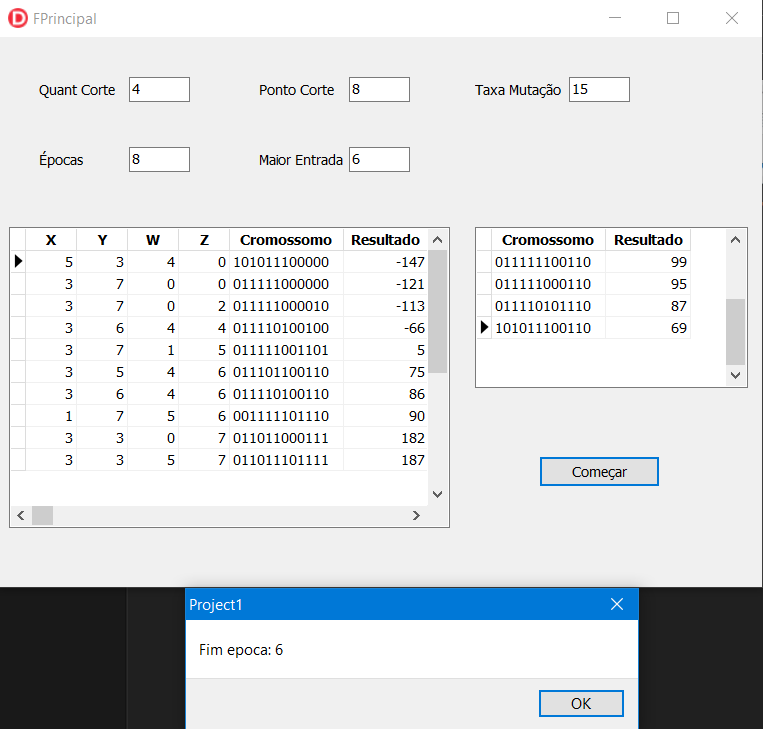 FPrincipal
Quant Corte 4 Ponto Corte 8 Taxa Mutação 15
Épocas 8 Maior Entrada 6
X Y W Z Cromossomo Resultado
5 3 4 0 101011100000 -147
3 7 0 0 011111000000 -121
3 7 0 2 011111000010 -113
3 6 4 4 011110100100 -66
3 7 1 5 011111001101 5
3 5 4 6 011101100110 75
3 6 4 6 011110100110 86
1 7 5 6 001111101110 90
3 3 0 7 011011000111 182
3 3 5 7 011011101111 187
Cromossomo Resultado
011111100110 99
011111000110 95
011110101110 87
101011100110 69
Começar
Project1
Fim epoca: 6
OK